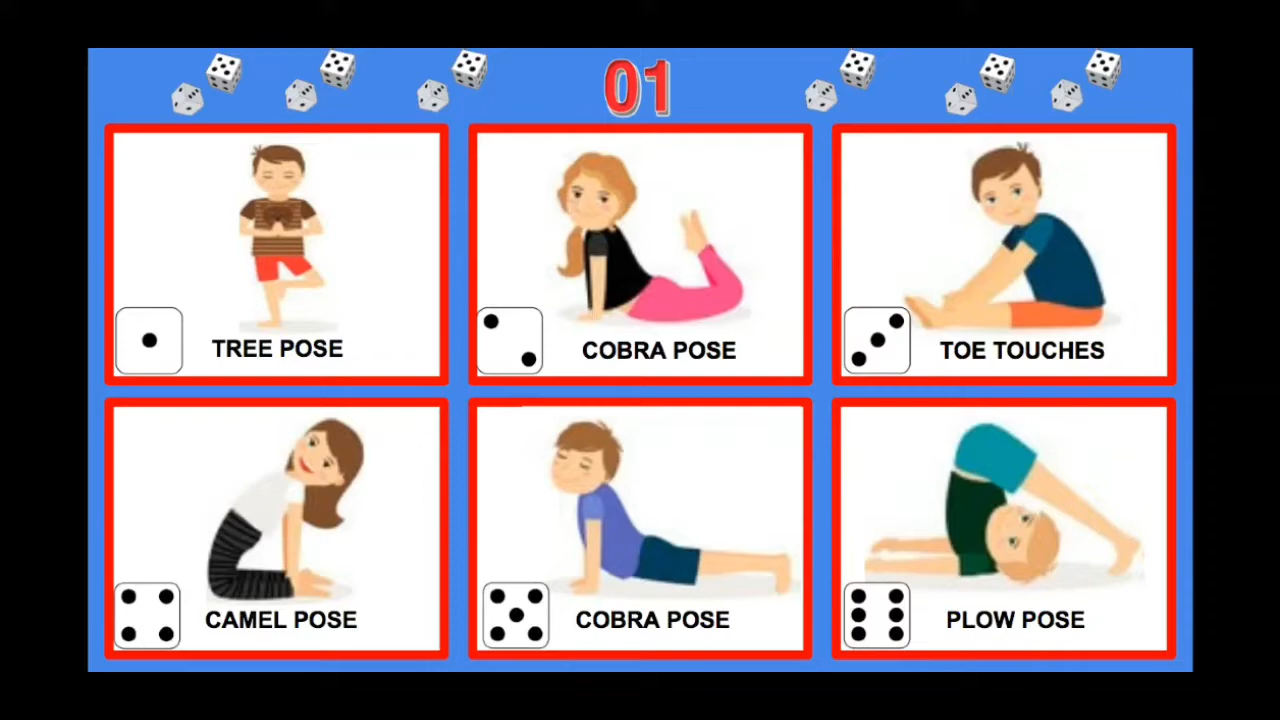 01
TREE POSE
COBRA POSE
TOE TOUCHES
CAMEL POSE
COBRA POSE
PLOW POSE